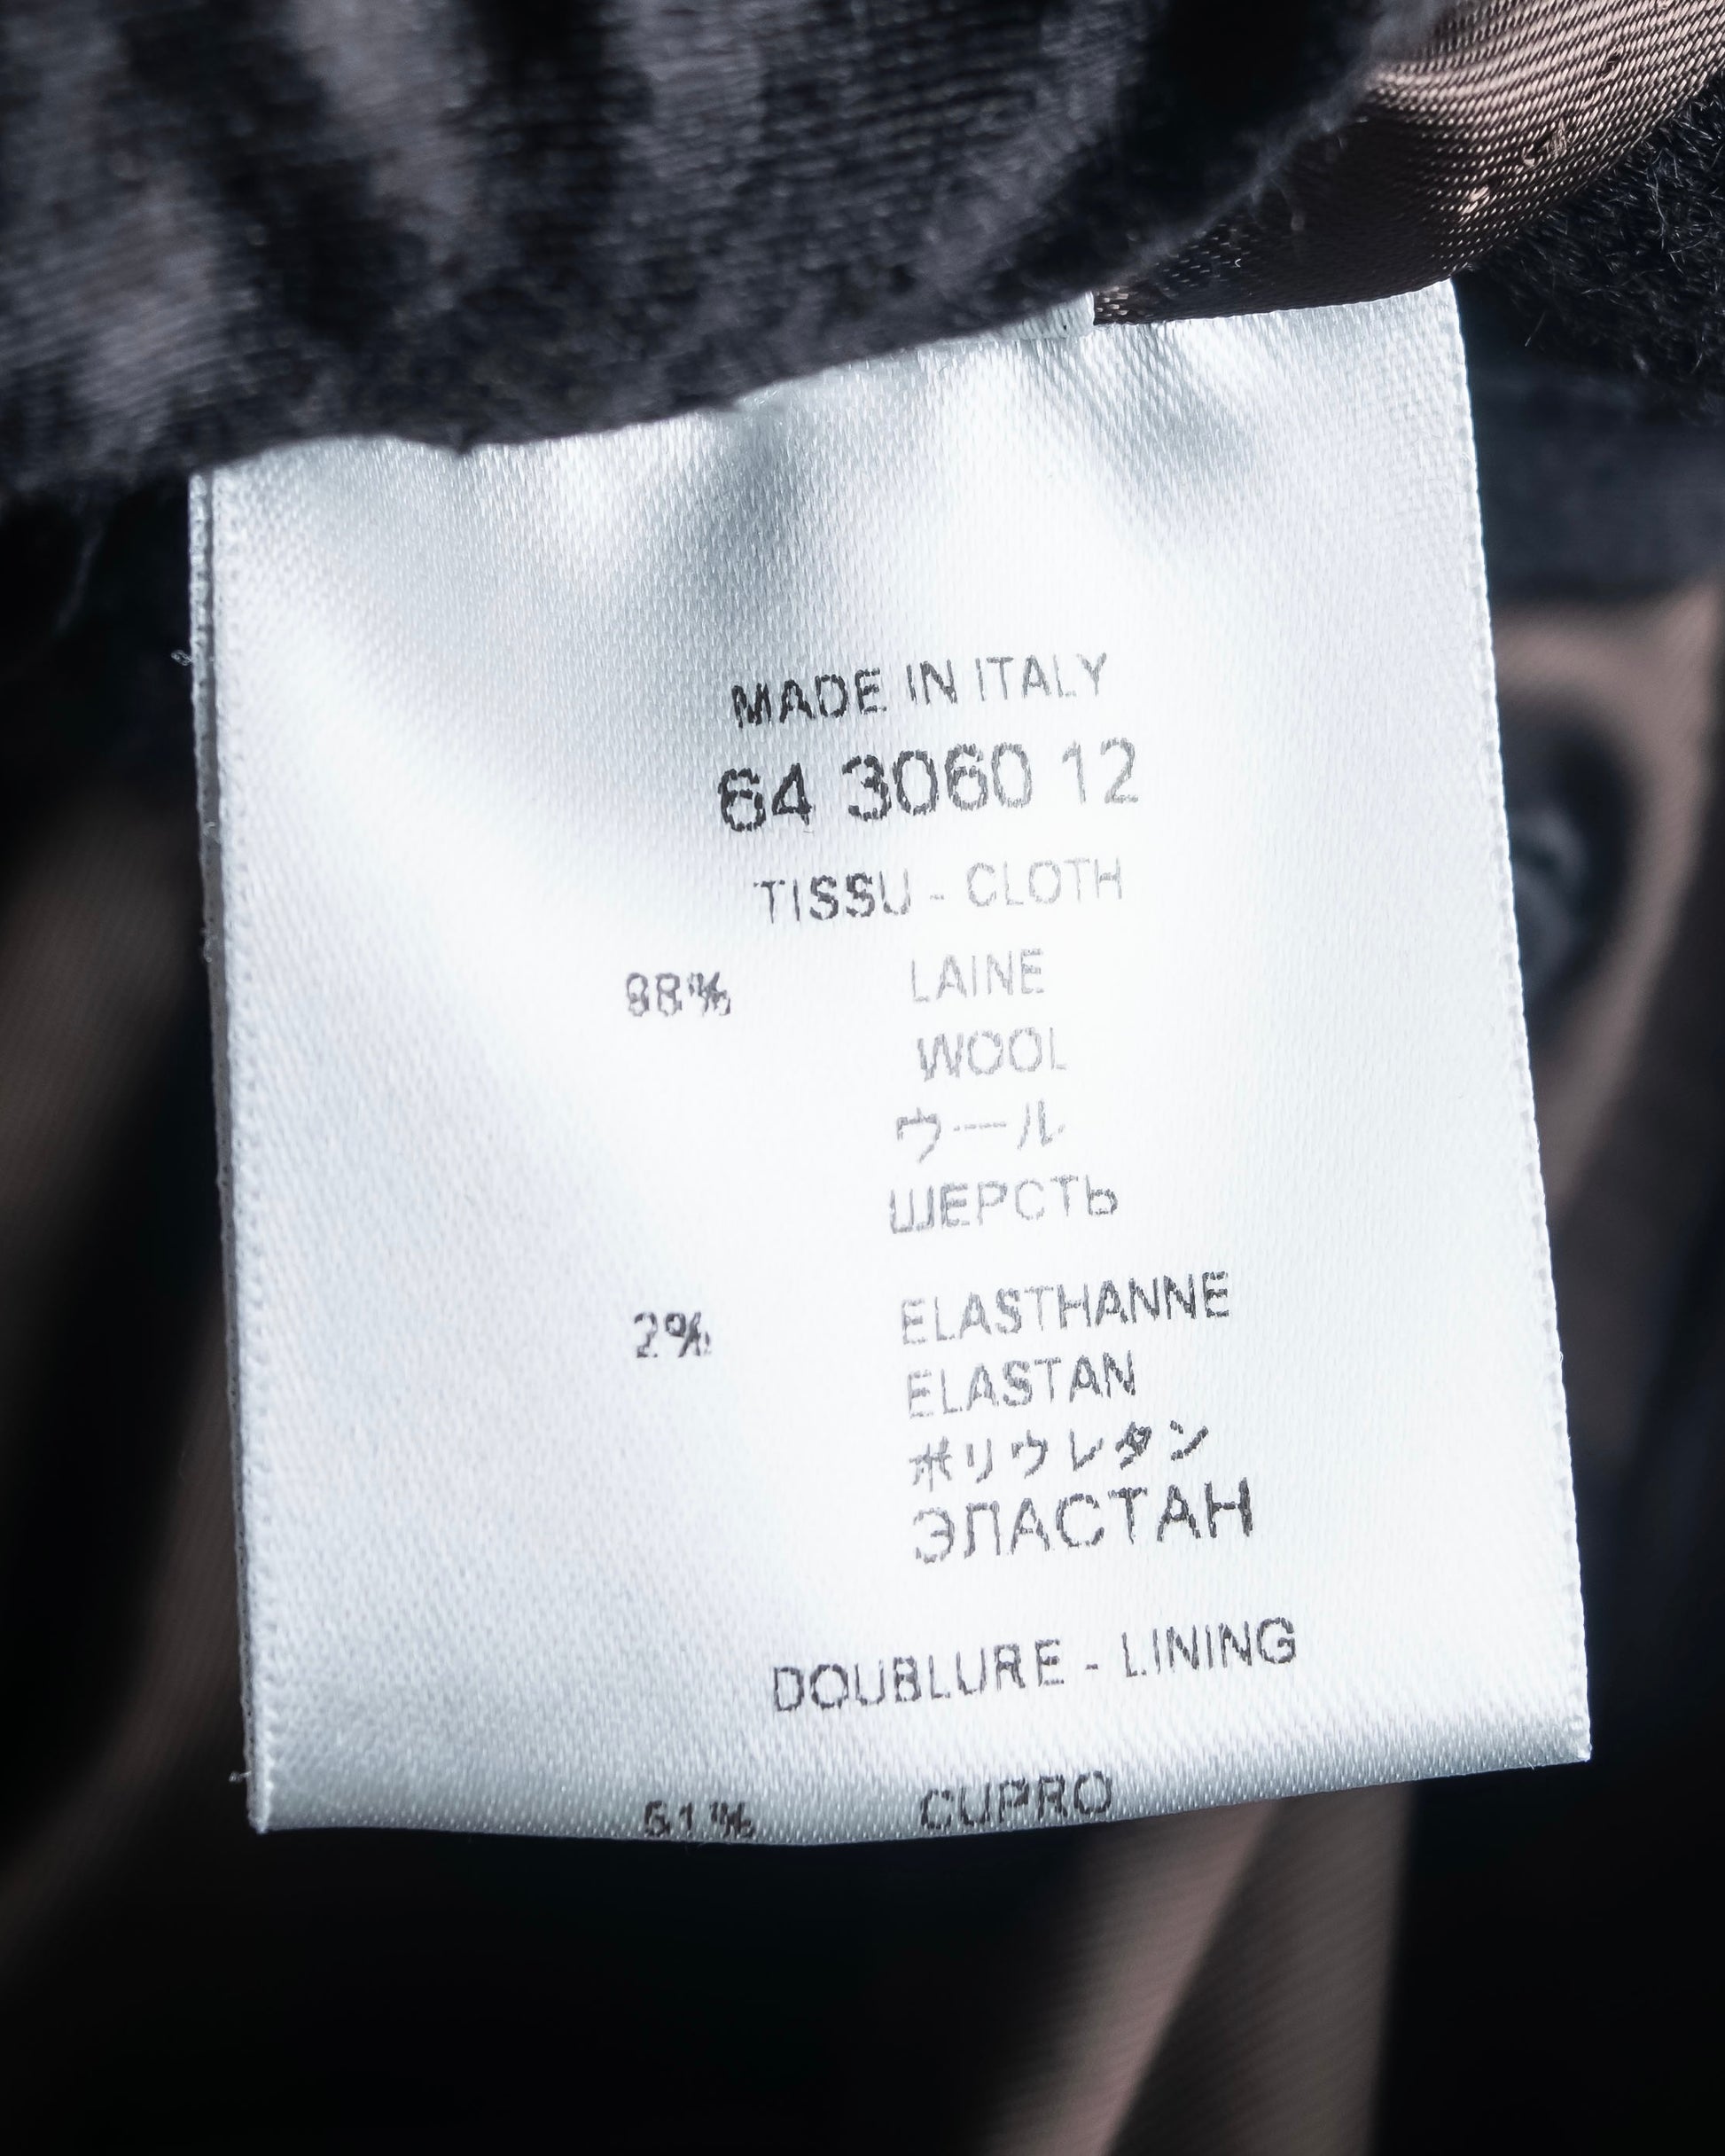 MADE IN ITALY
64 3060 12
TISSU - CLOTH
98% LAINE
WOOL
ウール
ШЕРСТЬ
2% ELASTHANNE
ELASTAN
ポリウレタン
ЭЛАСТАН
DOUBLURE - LINING
51% CUPRO